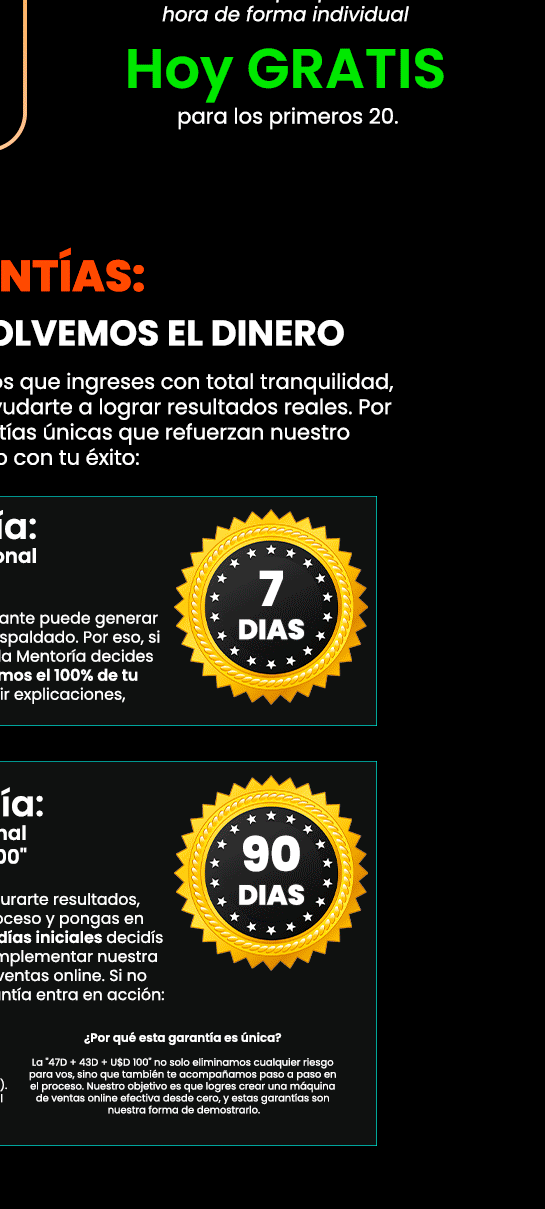 hora de forma individual
Hoy GRATIS
para los primeros 20.
NTÍAS:
OLVEMOS EL DINERO
os que ingreses con total tranquilidad,
yudarte a lograr resultados reales. Por
tías únicas que refuerzan nuestro
o con tu éxito:
ía:
onal
7
DIAS
ante puede generar
spaldado. Por eso, si
la Mentoría decides
mos el 100% de tu
ir explicaciones,
ía:
nal
00"
90
DIAS
urarte resultados,
oceso y pongas en
días iniciales decidís
mplementar nuestra
ventas online. Si no
antía entra en acción:
¿Por qué esta garantía es única?
La "47D + 43D + U$D 100" no solo eliminamos cualquier riesgo
para vos, sino que también te acompañamos paso a paso en
el proceso. Nuestro objetivo es que logres crear una máquina
de ventas online efectiva desde cero, y estas garantías son
nuestra forma de demostrarlo.
).
l